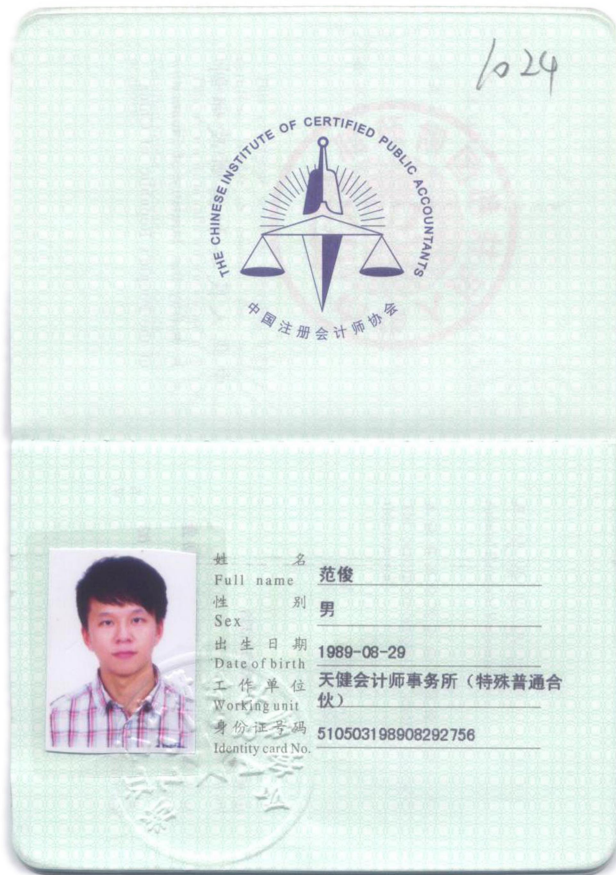 1024
THE CHINESE INSTITUTE OF CERTIFIED PUBLIC ACCOUNTANTS
中国注册会计师协会
姓名 范俊
Full name
性别 男
Sex
出生日期 1989-08-29
Date of birth
工作单位 天健会计师事务所（特殊普通合
Working unit 伙）
身份证号码 510503198908292756
Identity card No.